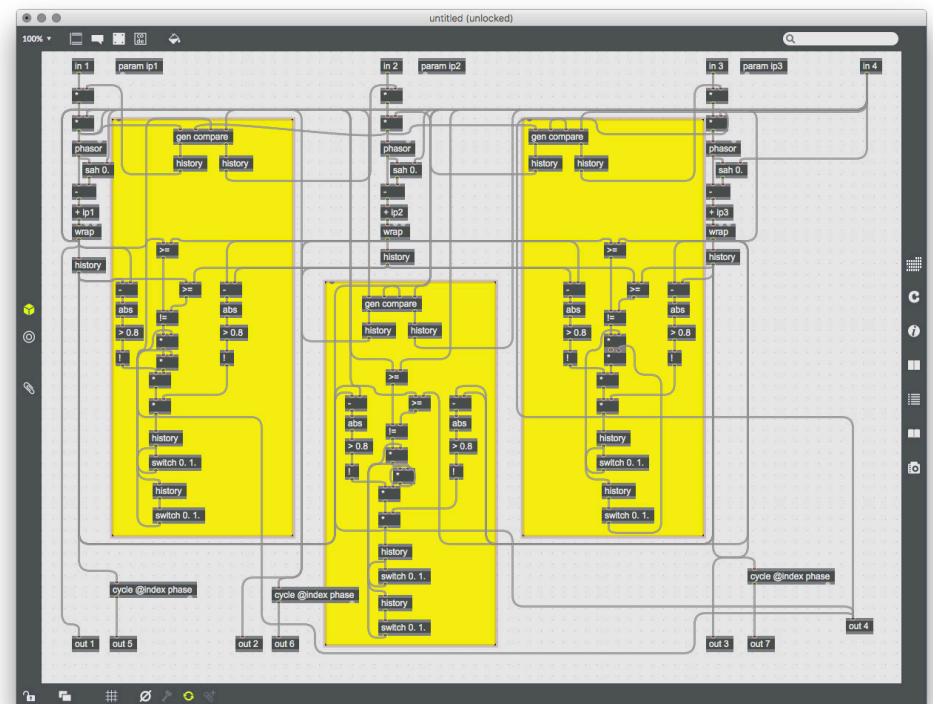 untitled (unlocked)
100%
in 1 param ip1 in 2 param ip2 in 3 param ip3 in 4
* * *
* gen compare * gen compare *
phasor phasor phasor
history history history history
sah 0. sah 0. sah 0.
- - -
+ ip1 + ip2 + ip3
wrap wrap wrap
>= >=
history history history
- >= - gen compare - >= -
abs abs abs abs
!= !=
> 0.8 > 0.8 history history > 0.8 > 0.8
* *
! * ! ! * !
* >= *
* - >= - *
abs abs
history != history
> 0.8 > 0.8
switch 0. 1. * switch 0. 1.
! * !
history * history
switch 0. 1. * switch 0. 1.
history
switch 0. 1. cycle @index phase
cycle @index phase cycle @index phase history
switch 0. 1. out 4
out 1 out 5 out 2 out 6 out 3 out 7